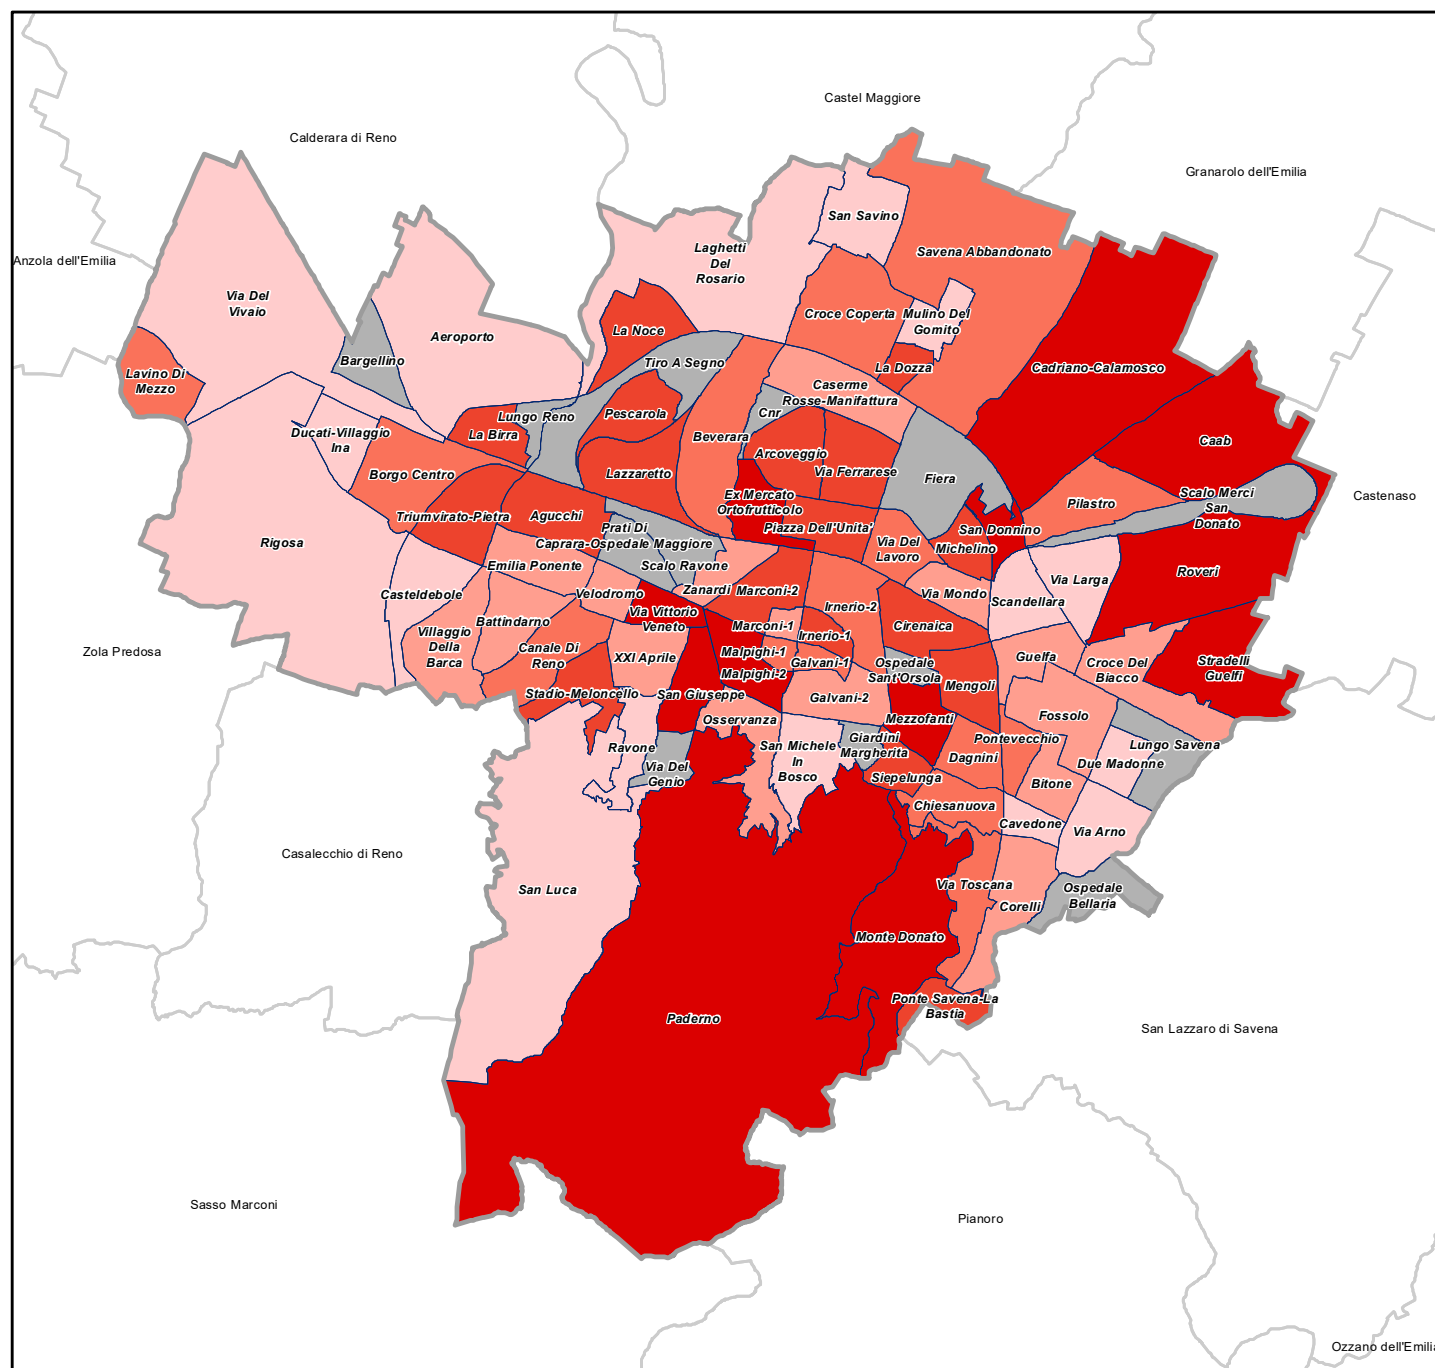 Castel Maggiore
Calderara di Reno
Granarolo dell'Emilia
San Savino
Laghetti
Del
Rosario
Savena Abbandonato
Anzola dell'Emilia
Via Del
Vivaio
Aeroporto
La Noce
Croce Coperta
Mulino Del
Gomito
Bargellino
Tiro A Segno
La Dozza
Cadriano-Calamosco
Lavino Di
Mezzo
Caserme
Rosse-Manifattura
Lungo Reno
Pescarola
Cnr
Ducati-Villaggio
Ina
La Birra
Beverara
Caab
Arcoveggio
Borgo Centro
Lazzaretto
Via Ferrarese
Fiera
Scalo Merci
San
Donato
Castenaso
Ex Mercato
Ortofrutticolo
Pilastro
Triumvirato-Pietra
Agucchi
Prati Di
Caprara-Ospedale Maggiore
Piazza Dell'Unita'
San Donnino
Via Del
Lavoro
Michelino
Rigosa
Emilia Ponente
Scalo Ravone
Via Larga
Roveri
Casteldebole
Velodromo
Zanardi
Marconi-2
Via Mondo
Scandellara
Via Vittorio
Veneto
Irnerio-2
Battindarno
Marconi-1
Irnerio-1
Cirenaica
Zola Predosa
Villaggio
Della
Barca
Canale Di
Reno
XXI Aprile
Malpighi-1
Galvani-1
Malpighi-2
Ospedale
Sant'Orsola
Guelfa
Croce Del
Biacco
Stradelli
Guelfi
Mengoli
Stadio-Meloncello
San Giuseppe
Galvani-2
Osservanza
Mezzofanti
Fossolo
Ravone
San Michele
In
Bosco
Giardini
Margherita
Pontevecchio
Lungo Savena
Dagnini
Due Madonne
Via Del
Genio
Siepelunga
Bitone
Chiesanuova
Cavedone
Via Arno
Casalecchio di Reno
San Luca
Via Toscana
Ospedale
Bellaria
Corelli
Monte Donato
Ponte Savena-La
Bastia
Paderno
San Lazzaro di Savena
Sasso Marconi
Pianoro
Ozzano dell'Emilia